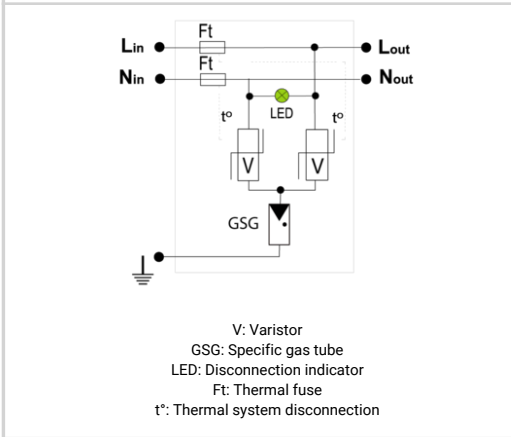 Ft
Lin Lout
Ft
Nin Nout
LED
t° t°
V V
GSG
V: Varistor
GSG: Specific gas tube
LED: Disconnection indicator
Ft: Thermal fuse
t°: Thermal system disconnection